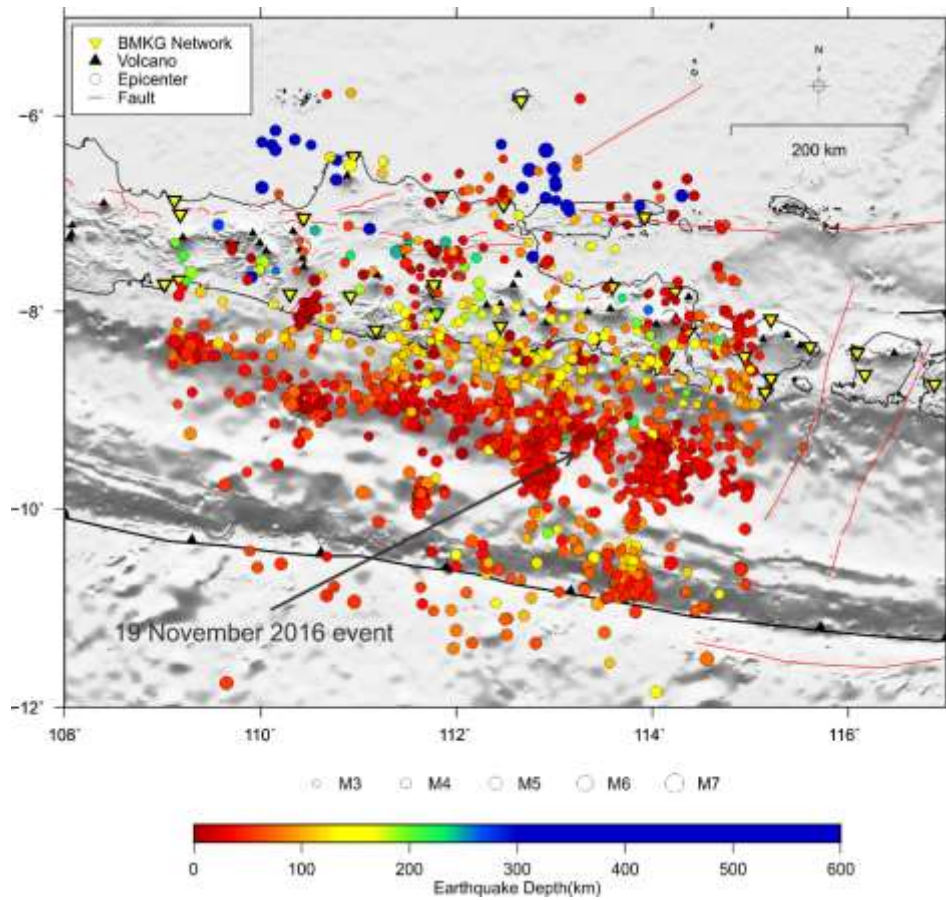 BMKG Network
Volcano
Epicenter
Fault
N
200 km
−6˚
−8˚
−10˚
19 November 2016 event
−12˚
108˚ 110˚ 112˚ 114˚ 116˚
M3 M4 M5 M6 M7
0 100 200 300 400 500 600
Earthquake Depth(km)